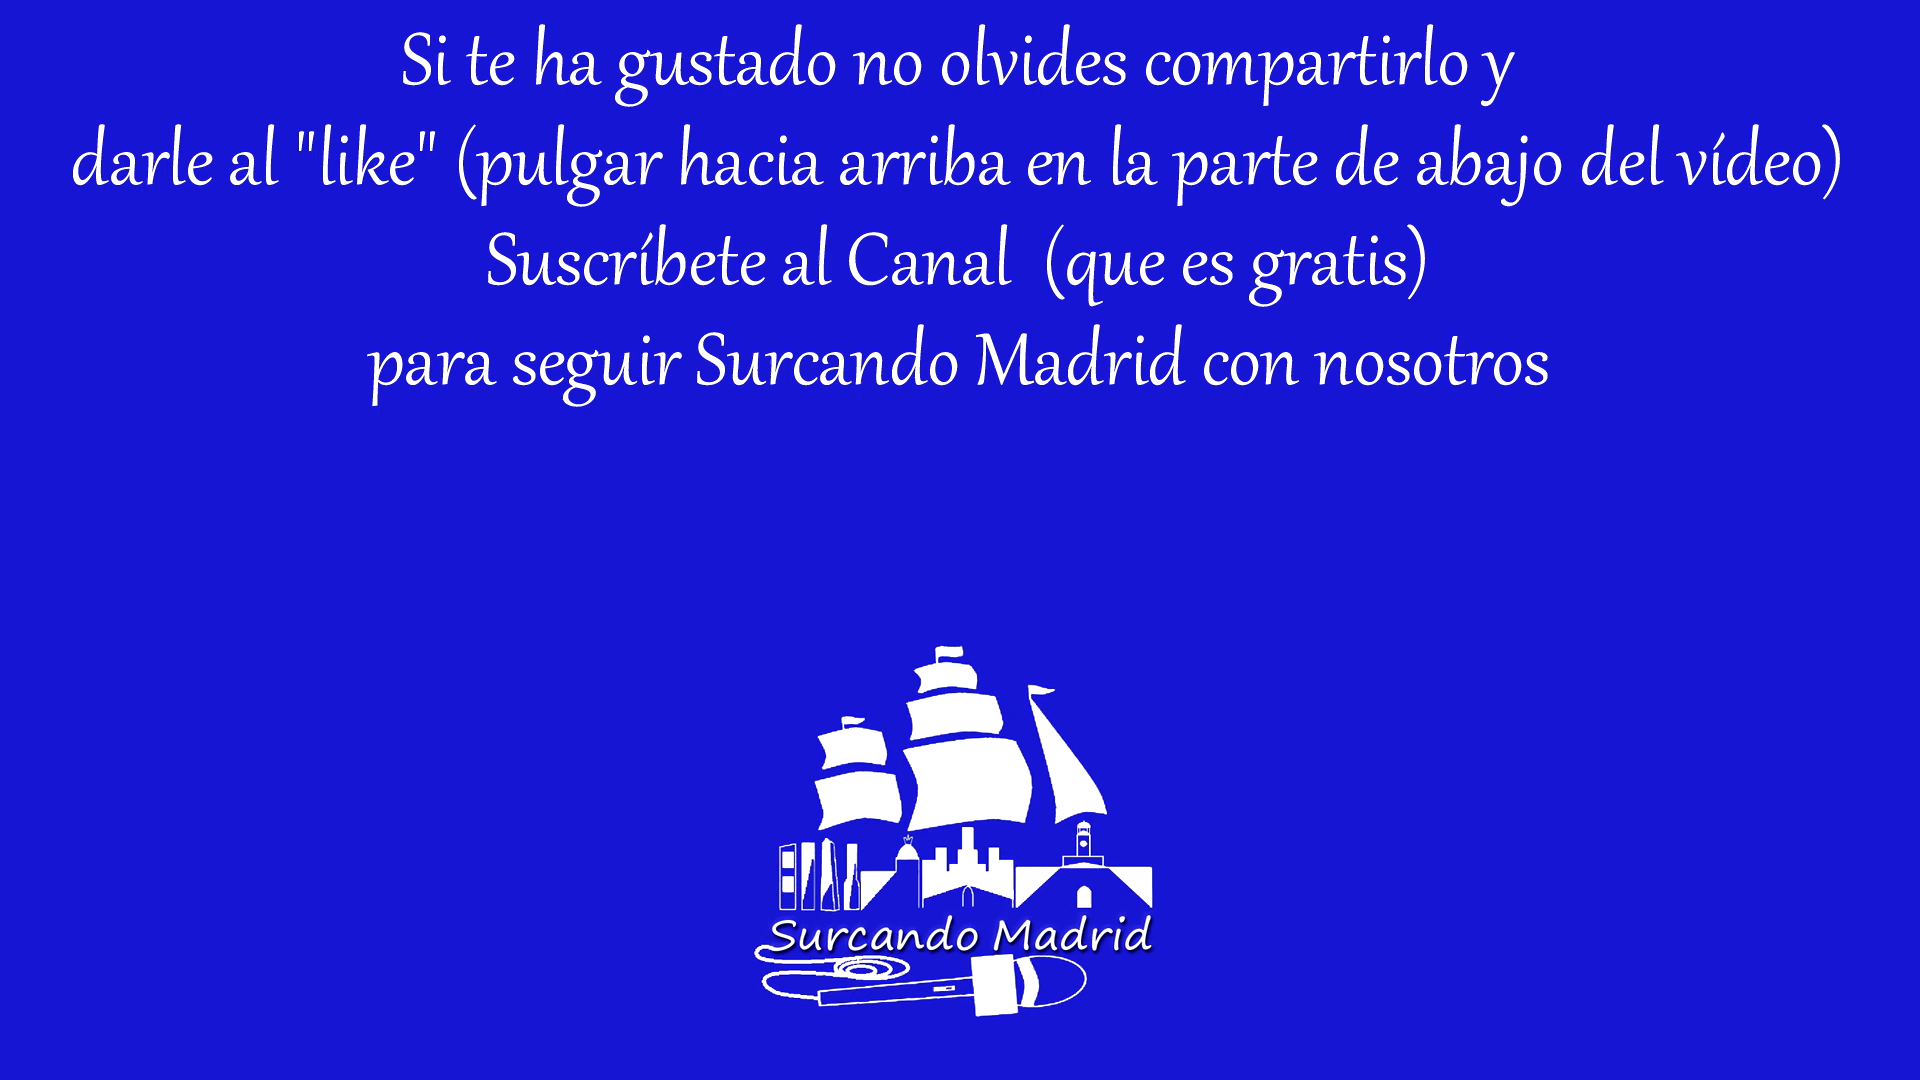 Si te ha gustado no olvides compartirlo y
darle al "like" (pulgar hacia arriba en la parte de abajo del vídeo)
Suscríbete al Canal (que es gratis)
para seguir Surcando Madrid con nosotros
Surcando Madrid